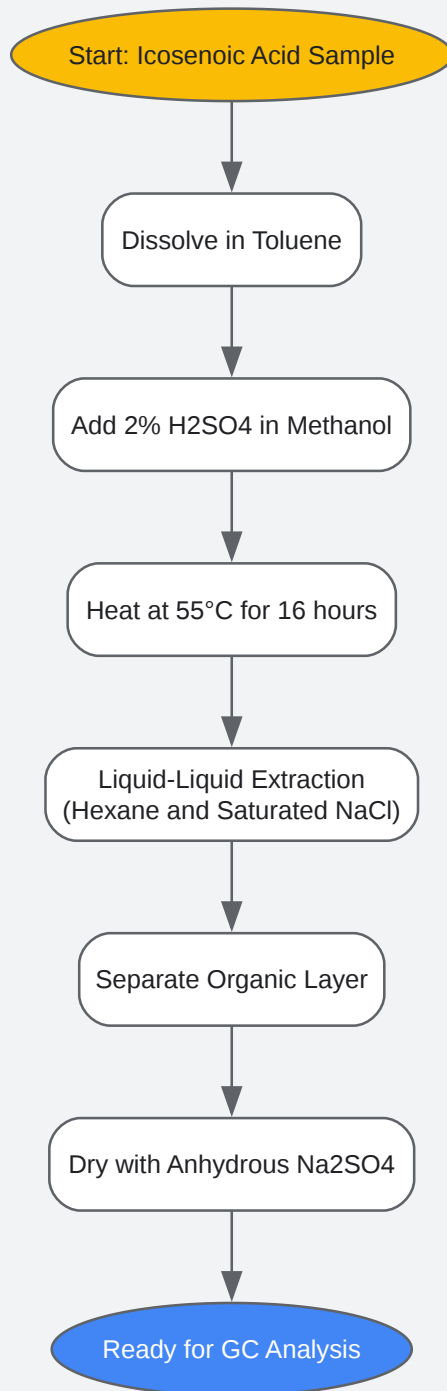 Start: Icosenoic Acid Sample
Dissolve in Toluene
Add 2% H2SO4 in Methanol
Heat at 55°C for 16 hours
Liquid-Liquid Extraction
(Hexane and Saturated NaCl)
Separate Organic Layer
Dry with Anhydrous Na2SO4
Ready for GC Analysis